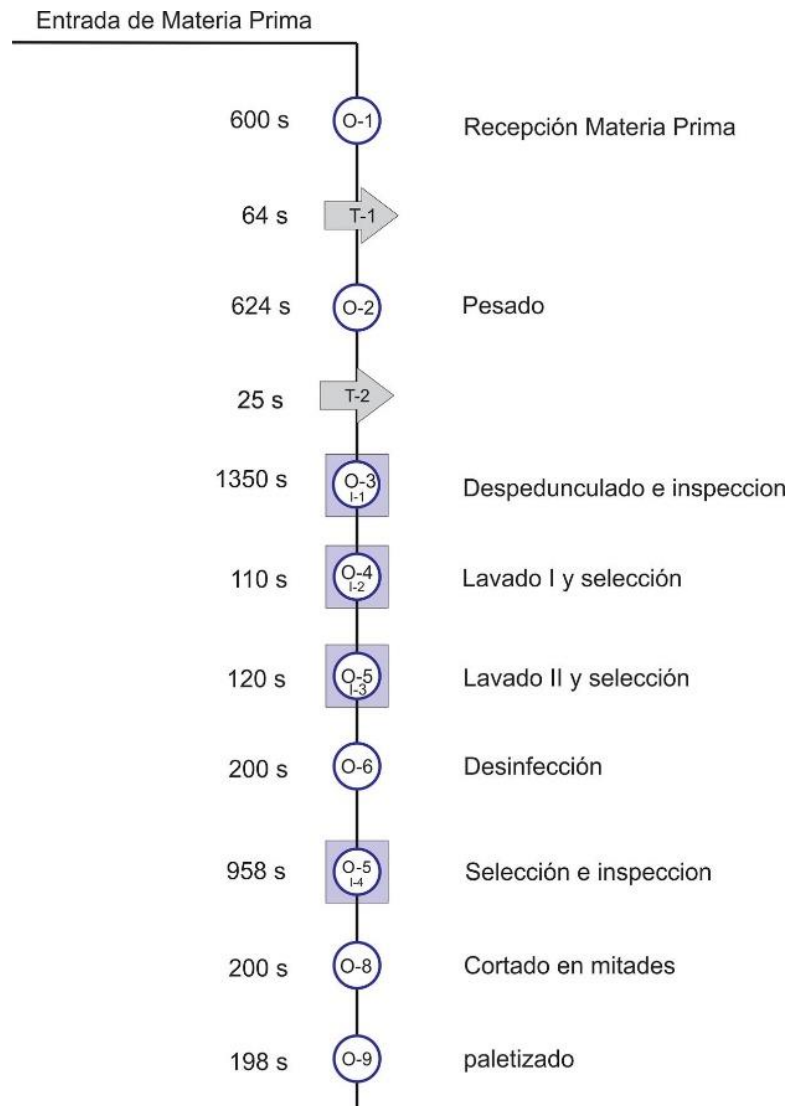 Entrada de Materia Prima
600 s O-1 Recepción Materia Prima
64 s T-1
624 s O-2 Pesado
25 s T-2
1350 s O-3 Despedunculado e inspeccion
I-1
110 s O-4 Lavado I y selección
I-2
120 s O-5 Lavado II y selección
I-3
200 s O-6 Desinfección
958 s O-5 Selección e inspeccion
I-4
200 s O-8 Cortado en mitades
198 s O-9 paletizado